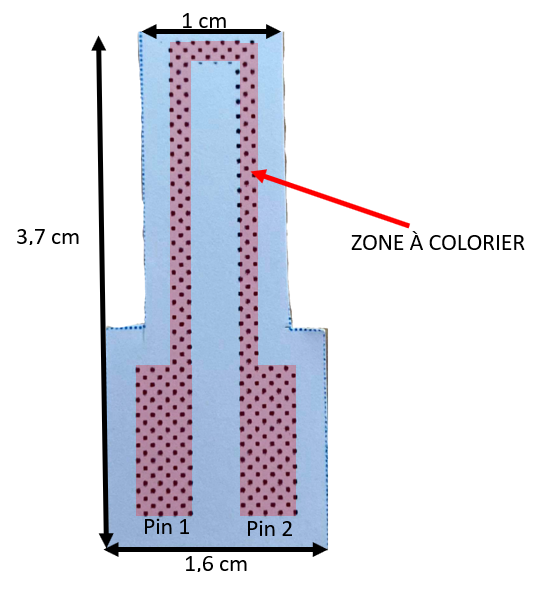 1 cm
3,7 cm
ZONE À COLORIER
Pin 1
Pin 2
1,6 cm